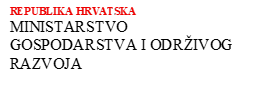 REPUBLIKA HRVATSKA
MINISTARSTVO
GOSPODARSTVA I ODRŽIVOG
RAZVOJA